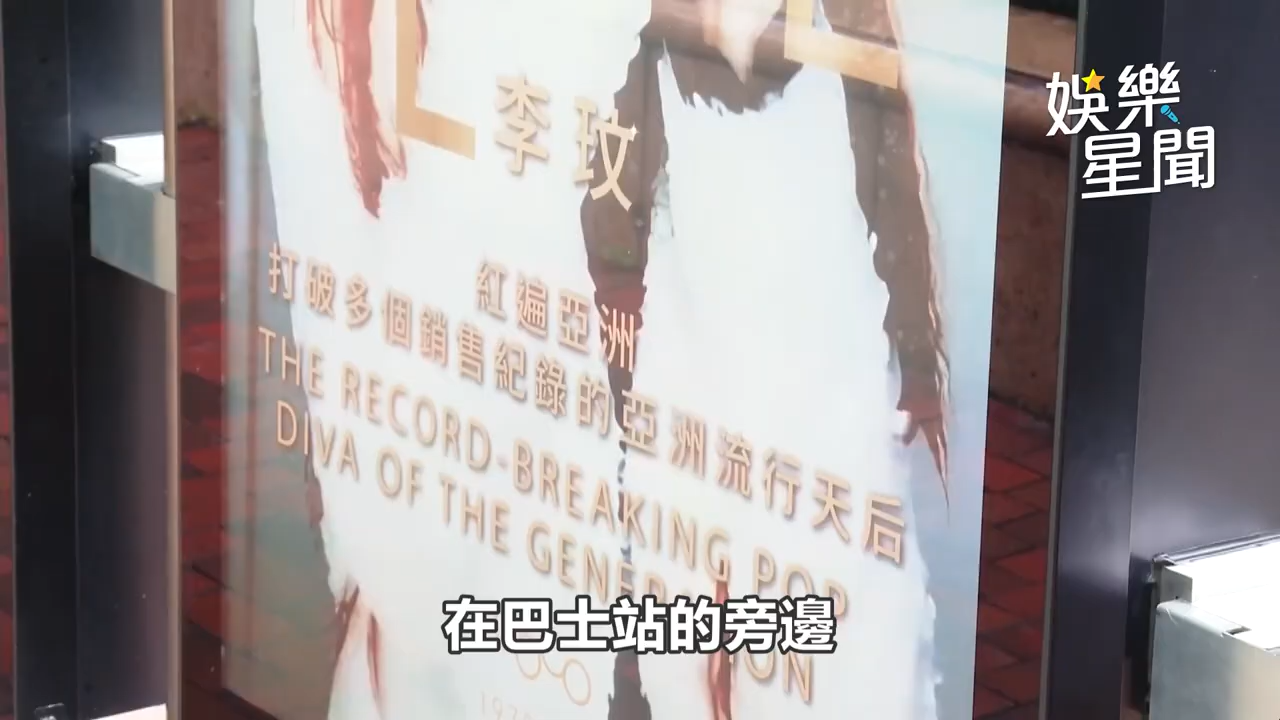 娛樂
星聞
李玟
紅遍亞洲
打破多個銷售紀錄的亞洲流行天后
THE RECORD-BREAKING POP
DIVA OF THE GENERATION
在巴士站的旁邊